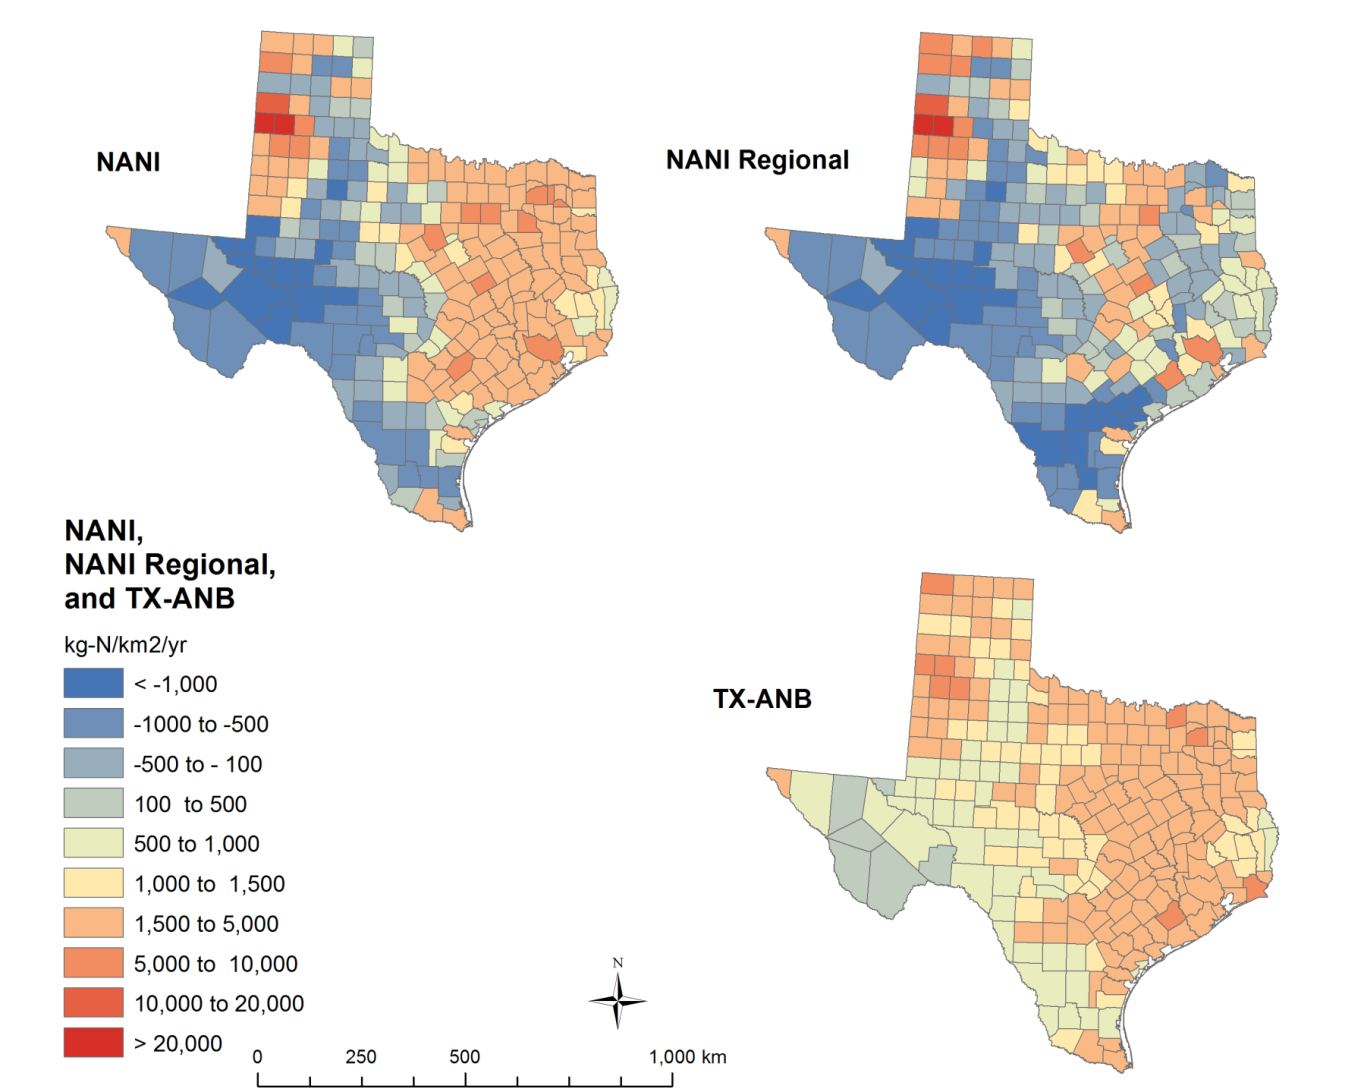 NANI
NANI Regional
NANI,
NANI Regional,
and TX-ANB
kg-N/km2/yr
< -1,000
-1000 to -500
-500 to - 100
100  to 500
500 to 1,000
1,000 to  1,500
1,500 to 5,000
5,000 to  10,000
10,000 to 20,000
> 20,000
TX-ANB
N
0 250 500 1,000 km